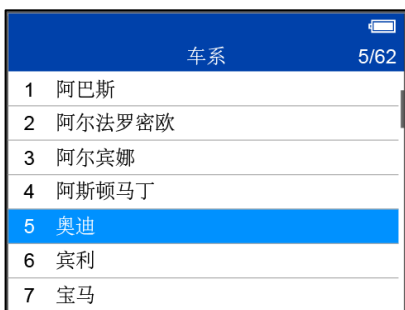 车系 5/62
1 阿巴斯
2 阿尔法罗密欧
3 阿尔宾娜
4 阿斯顿马丁
5 奥迪
6 宾利
7 宝马